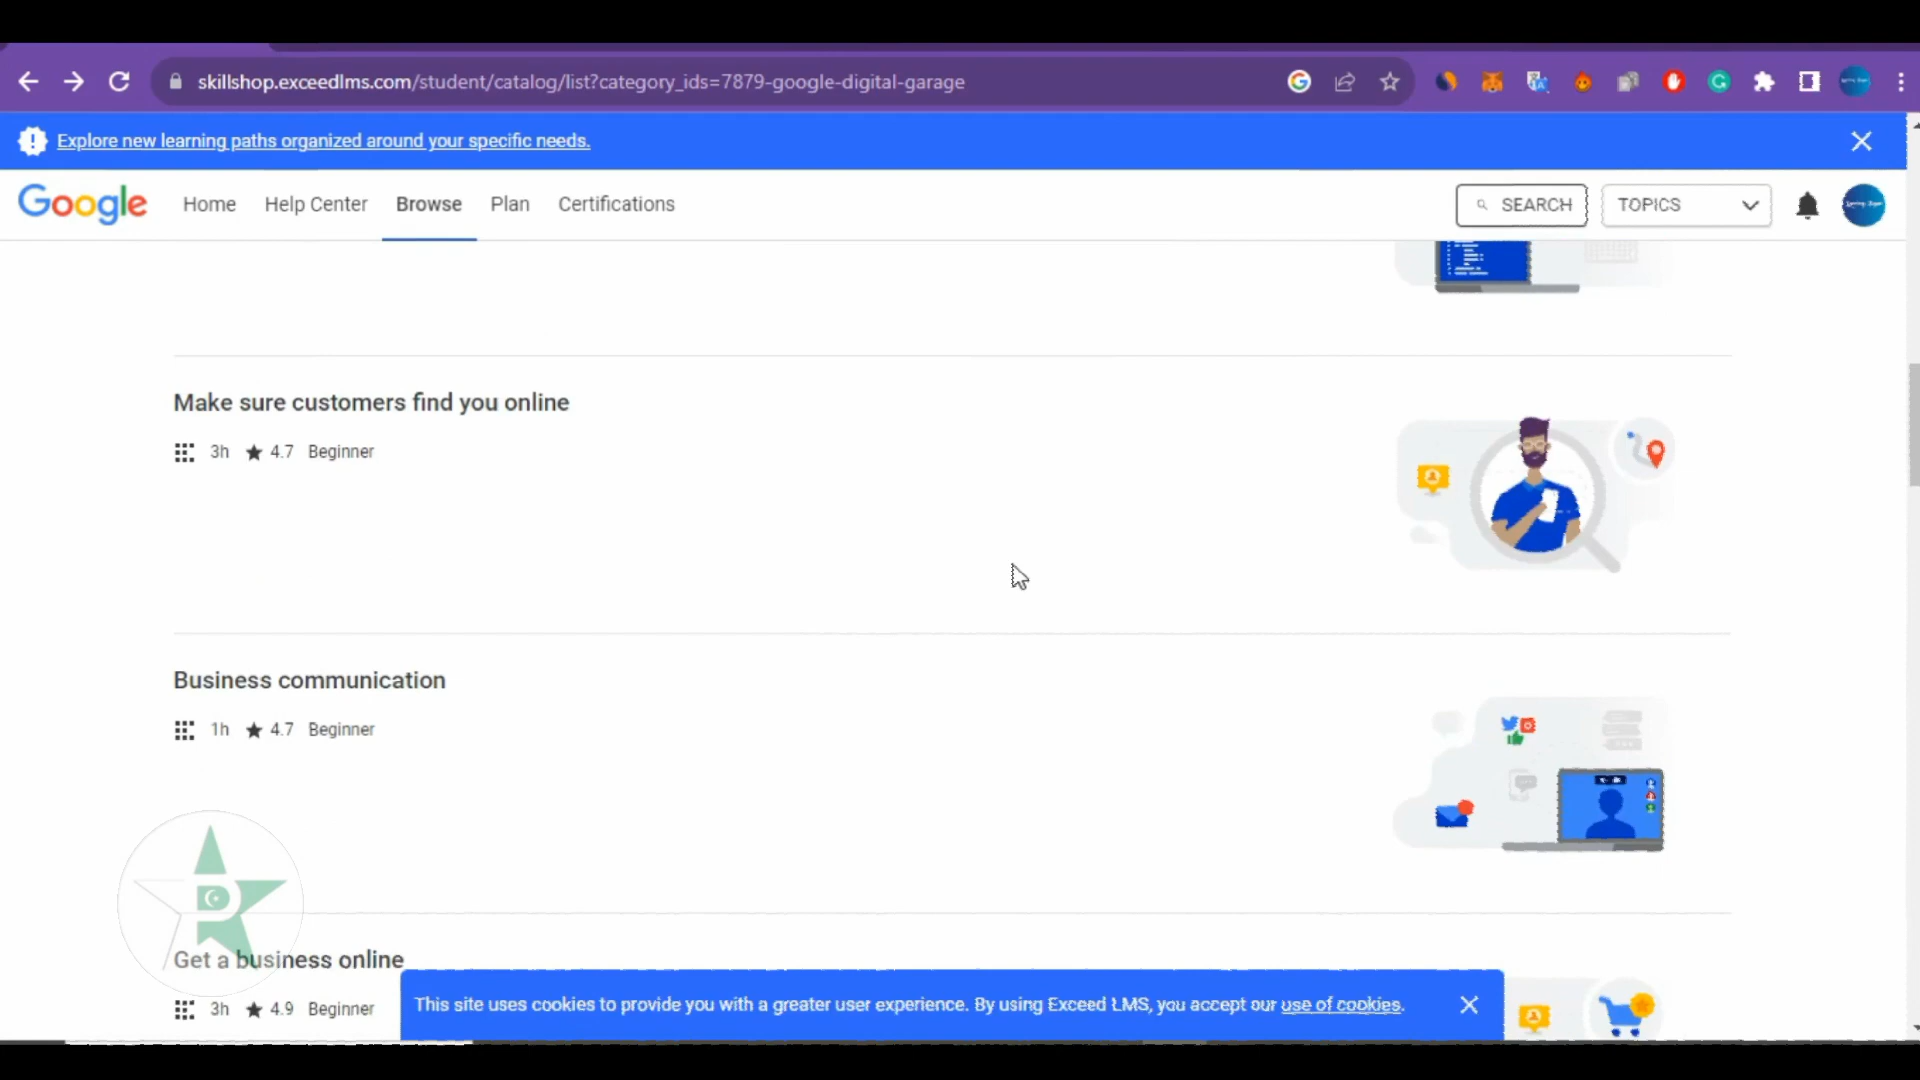 skillshop.exceedlms.com/student/catalog/list?category_ids=7879-google-digital-garage
Explore new learning paths organized around your specific needs.
Google Home Help Center Browse Plan Certifications SEARCH TOPICS
Make sure customers find you online
3h 4.7 Beginner
Business communication
1h 4.7 Beginner
Get a business online
3h 4.9 Beginner
This site uses cookies to provide you with a greater user experience. By using Exceed LMS, you accept our use of cookies.